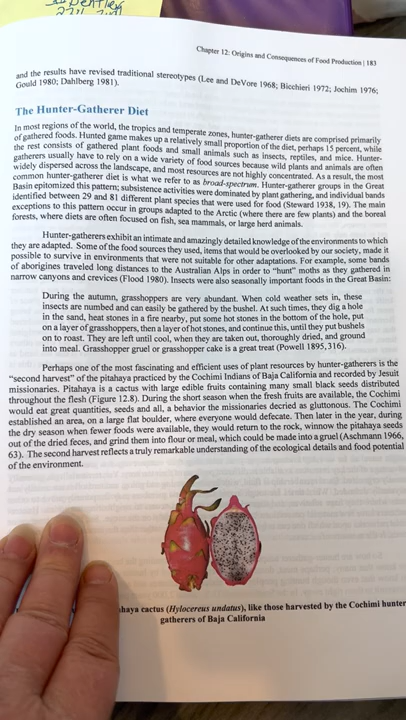 Chapter 12: Origins and Consequences of Food Production | 183
and the results have revised traditional stereotypes (Lee and DeVore 1968; Bicchieri 1972; Jochim 1976;
Gould 1980; Dahlberg 1981).
The Hunter-Gatherer Diet
In most regions of the world, the tropics and temperate zones, hunter-gatherer diets are comprised primarily
of gathered foods. Hunted game makes up a relatively small proportion of the diet, perhaps 15 percent, while
the rest consists of gathered plant foods and small animals such as insects, reptiles, and mice. Hunter-
gatherers usually have to rely on a wide variety of food sources because wild plants and animals are often
widely dispersed across the landscape, and most resources are not highly concentrated. As a result, the most
common hunter-gatherer diet is what we refer to as broad-spectrum. Hunter-gatherer groups in the Great
Basin epitomized this pattern; subsistence activities were dominated by plant gathering, and individual bands
identified between 29 and 81 different plant species that were used for food (Steward 1938, 19). The main
exceptions to this pattern occur in groups adapted to the Arctic (where there are few plants) and the boreal
forests, where diets are often focused on fish, sea mammals, or large herd animals.
Hunter-gatherers exhibit an intimate and amazingly detailed knowledge of the environments to which
they are adapted. Some of the food sources they used, items that would be overlooked by our society, made it
possible to survive in environments that were not suitable for other adaptations. For example, some bands
of aborigines traveled long distances to the Australian Alps in order to “hunt” moths as they gathered in
narrow canyons and crevices (Flood 1980). Insects were also seasonally important foods in the Great Basin:
During the autumn, grasshoppers are very abundant. When cold weather sets in, these
insects are numbed and can easily be gathered by the bushel. At such times, they dig a hole
in the sand, heat stones in a fire nearby, put some hot stones in the bottom of the hole, put
on a layer of grasshoppers, then a layer of hot stones, and continue this, until they put bushels
on to roast. They are left until cool, when they are taken out, thoroughly dried, and ground
into meal. Grasshopper gruel or grasshopper cake is a great treat (Powell 1895, 316).
Perhaps one of the most fascinating and efficient uses of plant resources by hunter-gatherers is the
“second harvest” of the pitahaya practiced by the Cochimi Indians of Baja California and recorded by Jesuit
missionaries. Pitahaya is a cactus with large edible fruits containing many small black seeds distributed
throughout the flesh (Figure 12.8). During the short season when the fresh fruits are available, the Cochimi
would eat great quantities, seeds and all, a behavior the missionaries decried as gluttonous. The Cochimi
established an area, on a large flat boulder, where everyone would defecate. Then later in the year, during
the dry season when fewer foods were available, they would return to the rock, winnow the pitahaya seeds
out of the dried feces, and grind them into flour or meal, which could be made into a gruel (Aschmann 1966,
63). The second harvest reflects a truly remarkable understanding of the ecological details and food potential
of the environment.
haya cactus (Hylocereus undatus), like those harvested by the Cochimi hunter
gatherers of Baja California